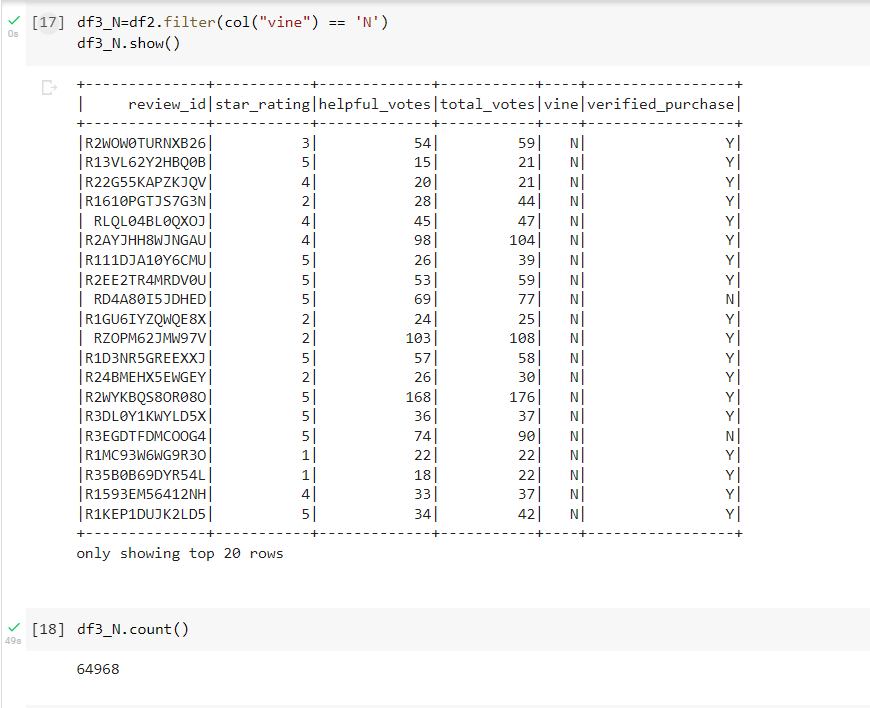 [17] df3_N=df2.filter(col("vine") == 'N')
0s df3_N.show()
+--------------+-----------+-------------+-----------+----+-----------------+
|     review_id|star_rating|helpful_votes|total_votes|vine|verified_purchase|
+--------------+-----------+-------------+-----------+----+-----------------+
|R2WOW0TURNXB26|          3|           54|         59|   N|                Y|
|R13VL62Y2HBQ0B|          5|           15|         21|   N|                Y|
|R22G55KAPZKJQV|          4|           20|         21|   N|                Y|
|R1610PGTJS7G3N|          2|           28|         44|   N|                Y|
| RLQL04BL0QXOJ|          4|           45|         47|   N|                Y|
|R2AYJHH8WJNGAU|          4|           98|        104|   N|                Y|
|R111DJA10Y6CMU|          5|           26|         39|   N|                Y|
|R2EE2TR4MRDV0U|          5|           53|         59|   N|                Y|
| RD4A80I5JDHED|          5|           69|         77|   N|                N|
|R1GU6IYZQWQE8X|          2|           24|         25|   N|                Y|
| RZOPM62JMW97V|          2|          103|        108|   N|                Y|
|R1D3NR5GREEXXJ|          5|           57|         58|   N|                Y|
|R24BMEHX5EWGEY|          2|           26|         30|   N|                Y|
|R2WYKBQS8OR08O|          5|          168|        176|   N|                Y|
|R3DL0Y1KWYLD5X|          5|           36|         37|   N|                Y|
|R3EGDTFDMCOOG4|          5|           74|         90|   N|                N|
|R1MC93W6WG9R3O|          1|           22|         22|   N|                Y|
|R35B0B69DYR54L|          1|           18|         22|   N|                Y|
|R1593EM56412NH|          4|           33|         37|   N|                Y|
|R1KEP1DUJK2LD5|          5|           34|         42|   N|                Y|
+--------------+-----------+-------------+-----------+----+-----------------+
only showing top 20 rows
[18] df3_N.count()
49s
64968